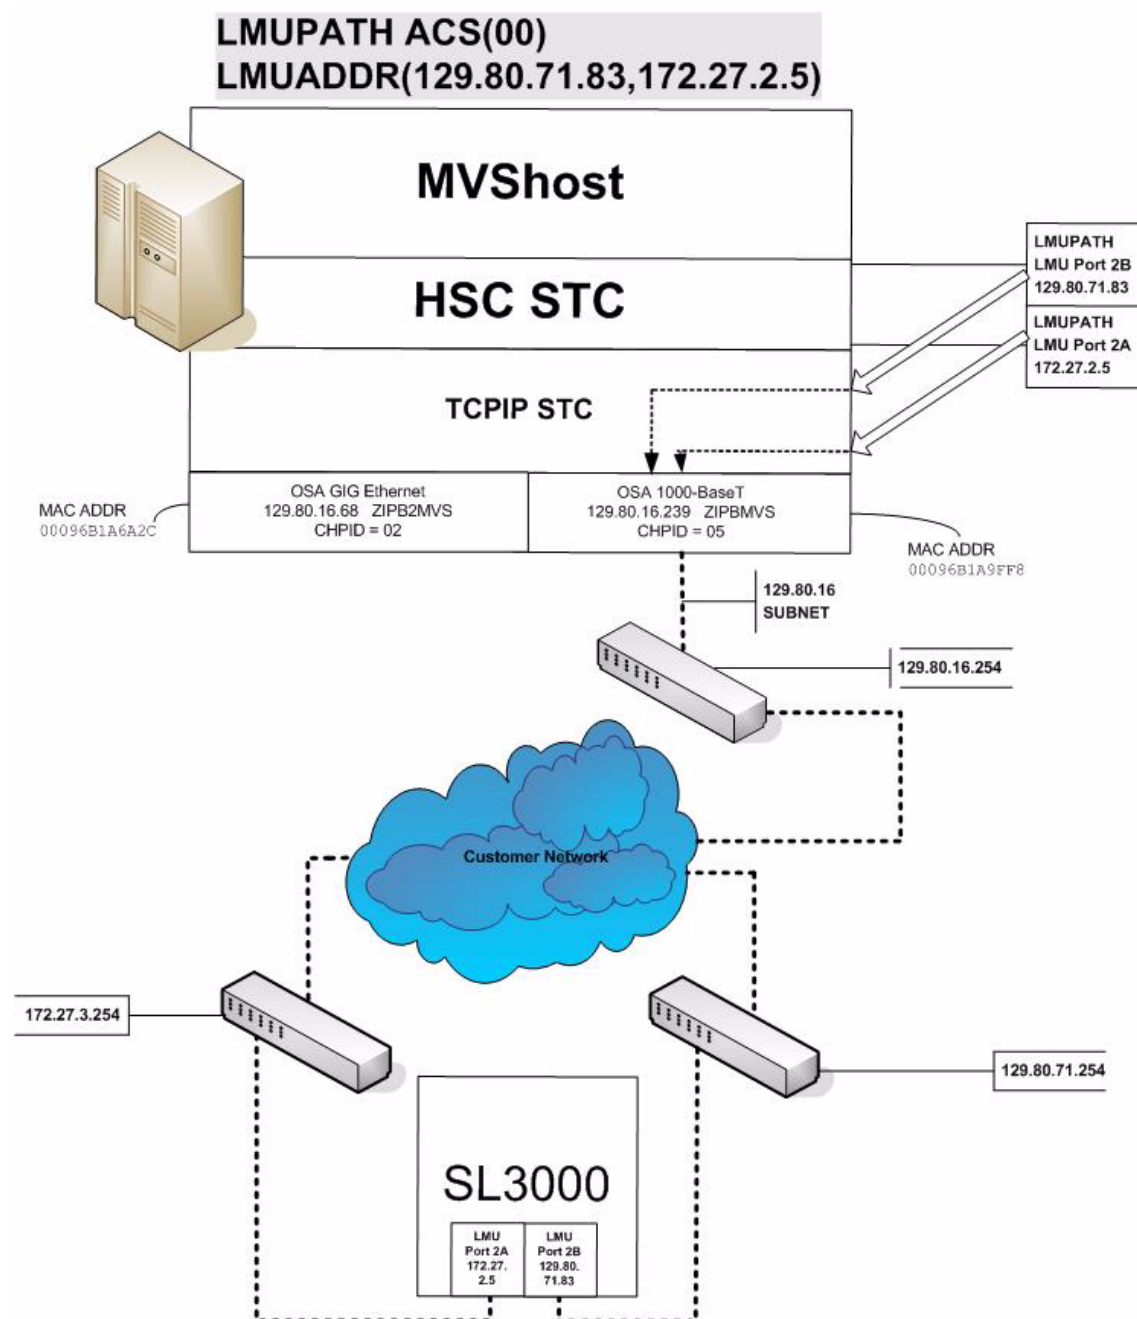 LMUPATH ACS(00)
LMUADDR(129.80.71.83,172.27.2.5)
MVShost
HSC STC
TCPIP STC
LMUPATH
LMU Port 2B
129.80.71.83
LMUPATH
LMU Port 2A
172.27.2.5
MAC ADDR
00096B1A6A2C
OSA GIG Ethernet
129.80.16.68 ZIPB2MVS
CHPID = 02
OSA 1000-BaseT
129.80.16.239 ZIPBMVS
CHPID = 05
MAC ADDR
00096B1A9FF8
129.80.16
SUBNET
129.80.16.254
Customer Network
172.27.3.254
129.80.71.254
SL3000
LMU
Port 2A
172.27.
2.5
LMU
Port 2B
129.80.
71.83